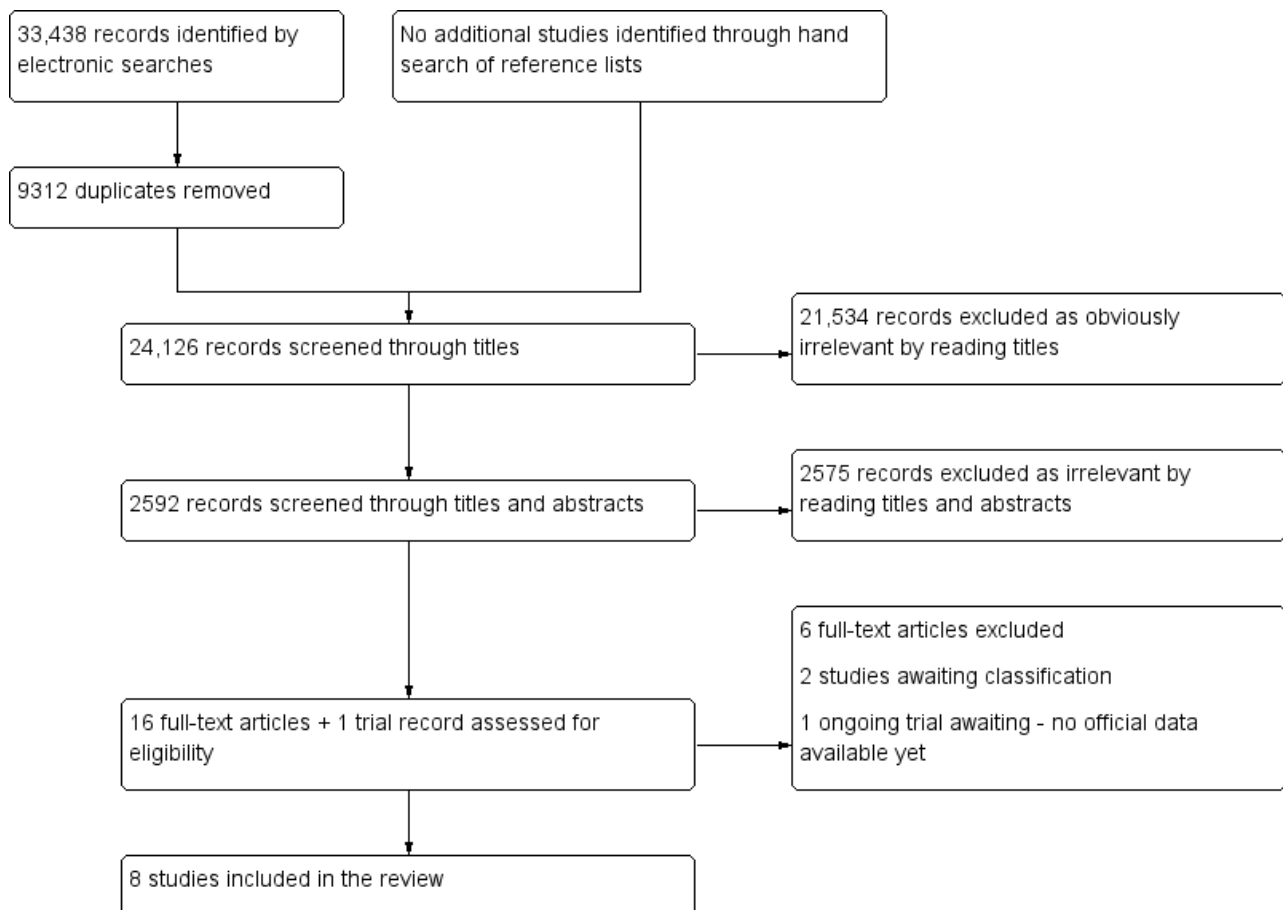 33,438 records identified by
electronic searches
No additional studies identified through hand
search of reference lists
9312 duplicates removed
24,126 records screened through titles
21,534 records excluded as obviously
irrelevant by reading titles
2592 records screened through titles and abstracts
2575 records excluded as irrelevant by
reading titles and abstracts
16 full-text articles + 1 trial record assessed for
eligibility
6 full-text articles excluded
2 studies awaiting classification
1 ongoing trial awaiting - no official data
available yet
8 studies included in the review